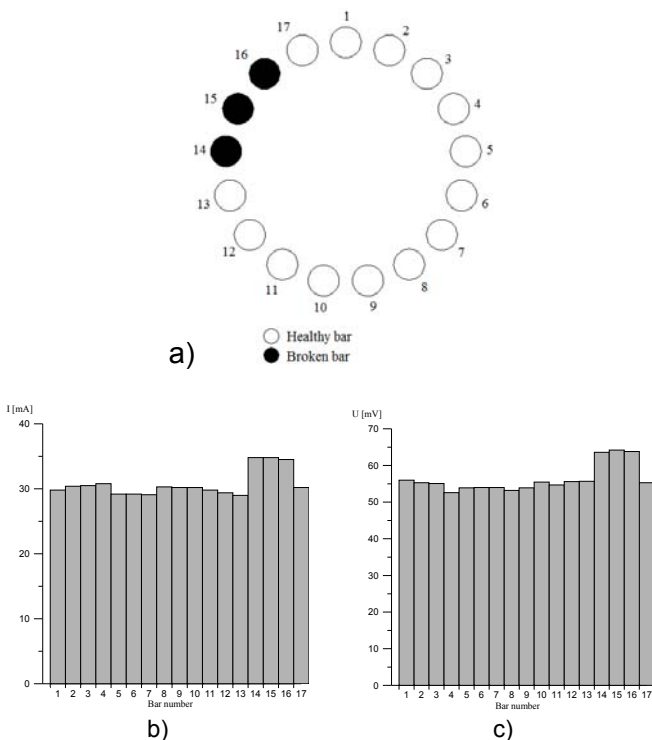 17 1 2
16 3
15 4
14 5
13 6
12 7
11 8
10 9
Healthy bar
a) Broken bar
I [mA]
40
30
20
10
0
1 2 3 4 5 6 7 8 9 10 11 12 13 14 15 16 17
Bar number
b)
U [mV]
70
60
50
40
30
20
10
0
1 2 3 4 5 6 7 8 9 10 11 12 13 14 15 16 17
Bar number
c)